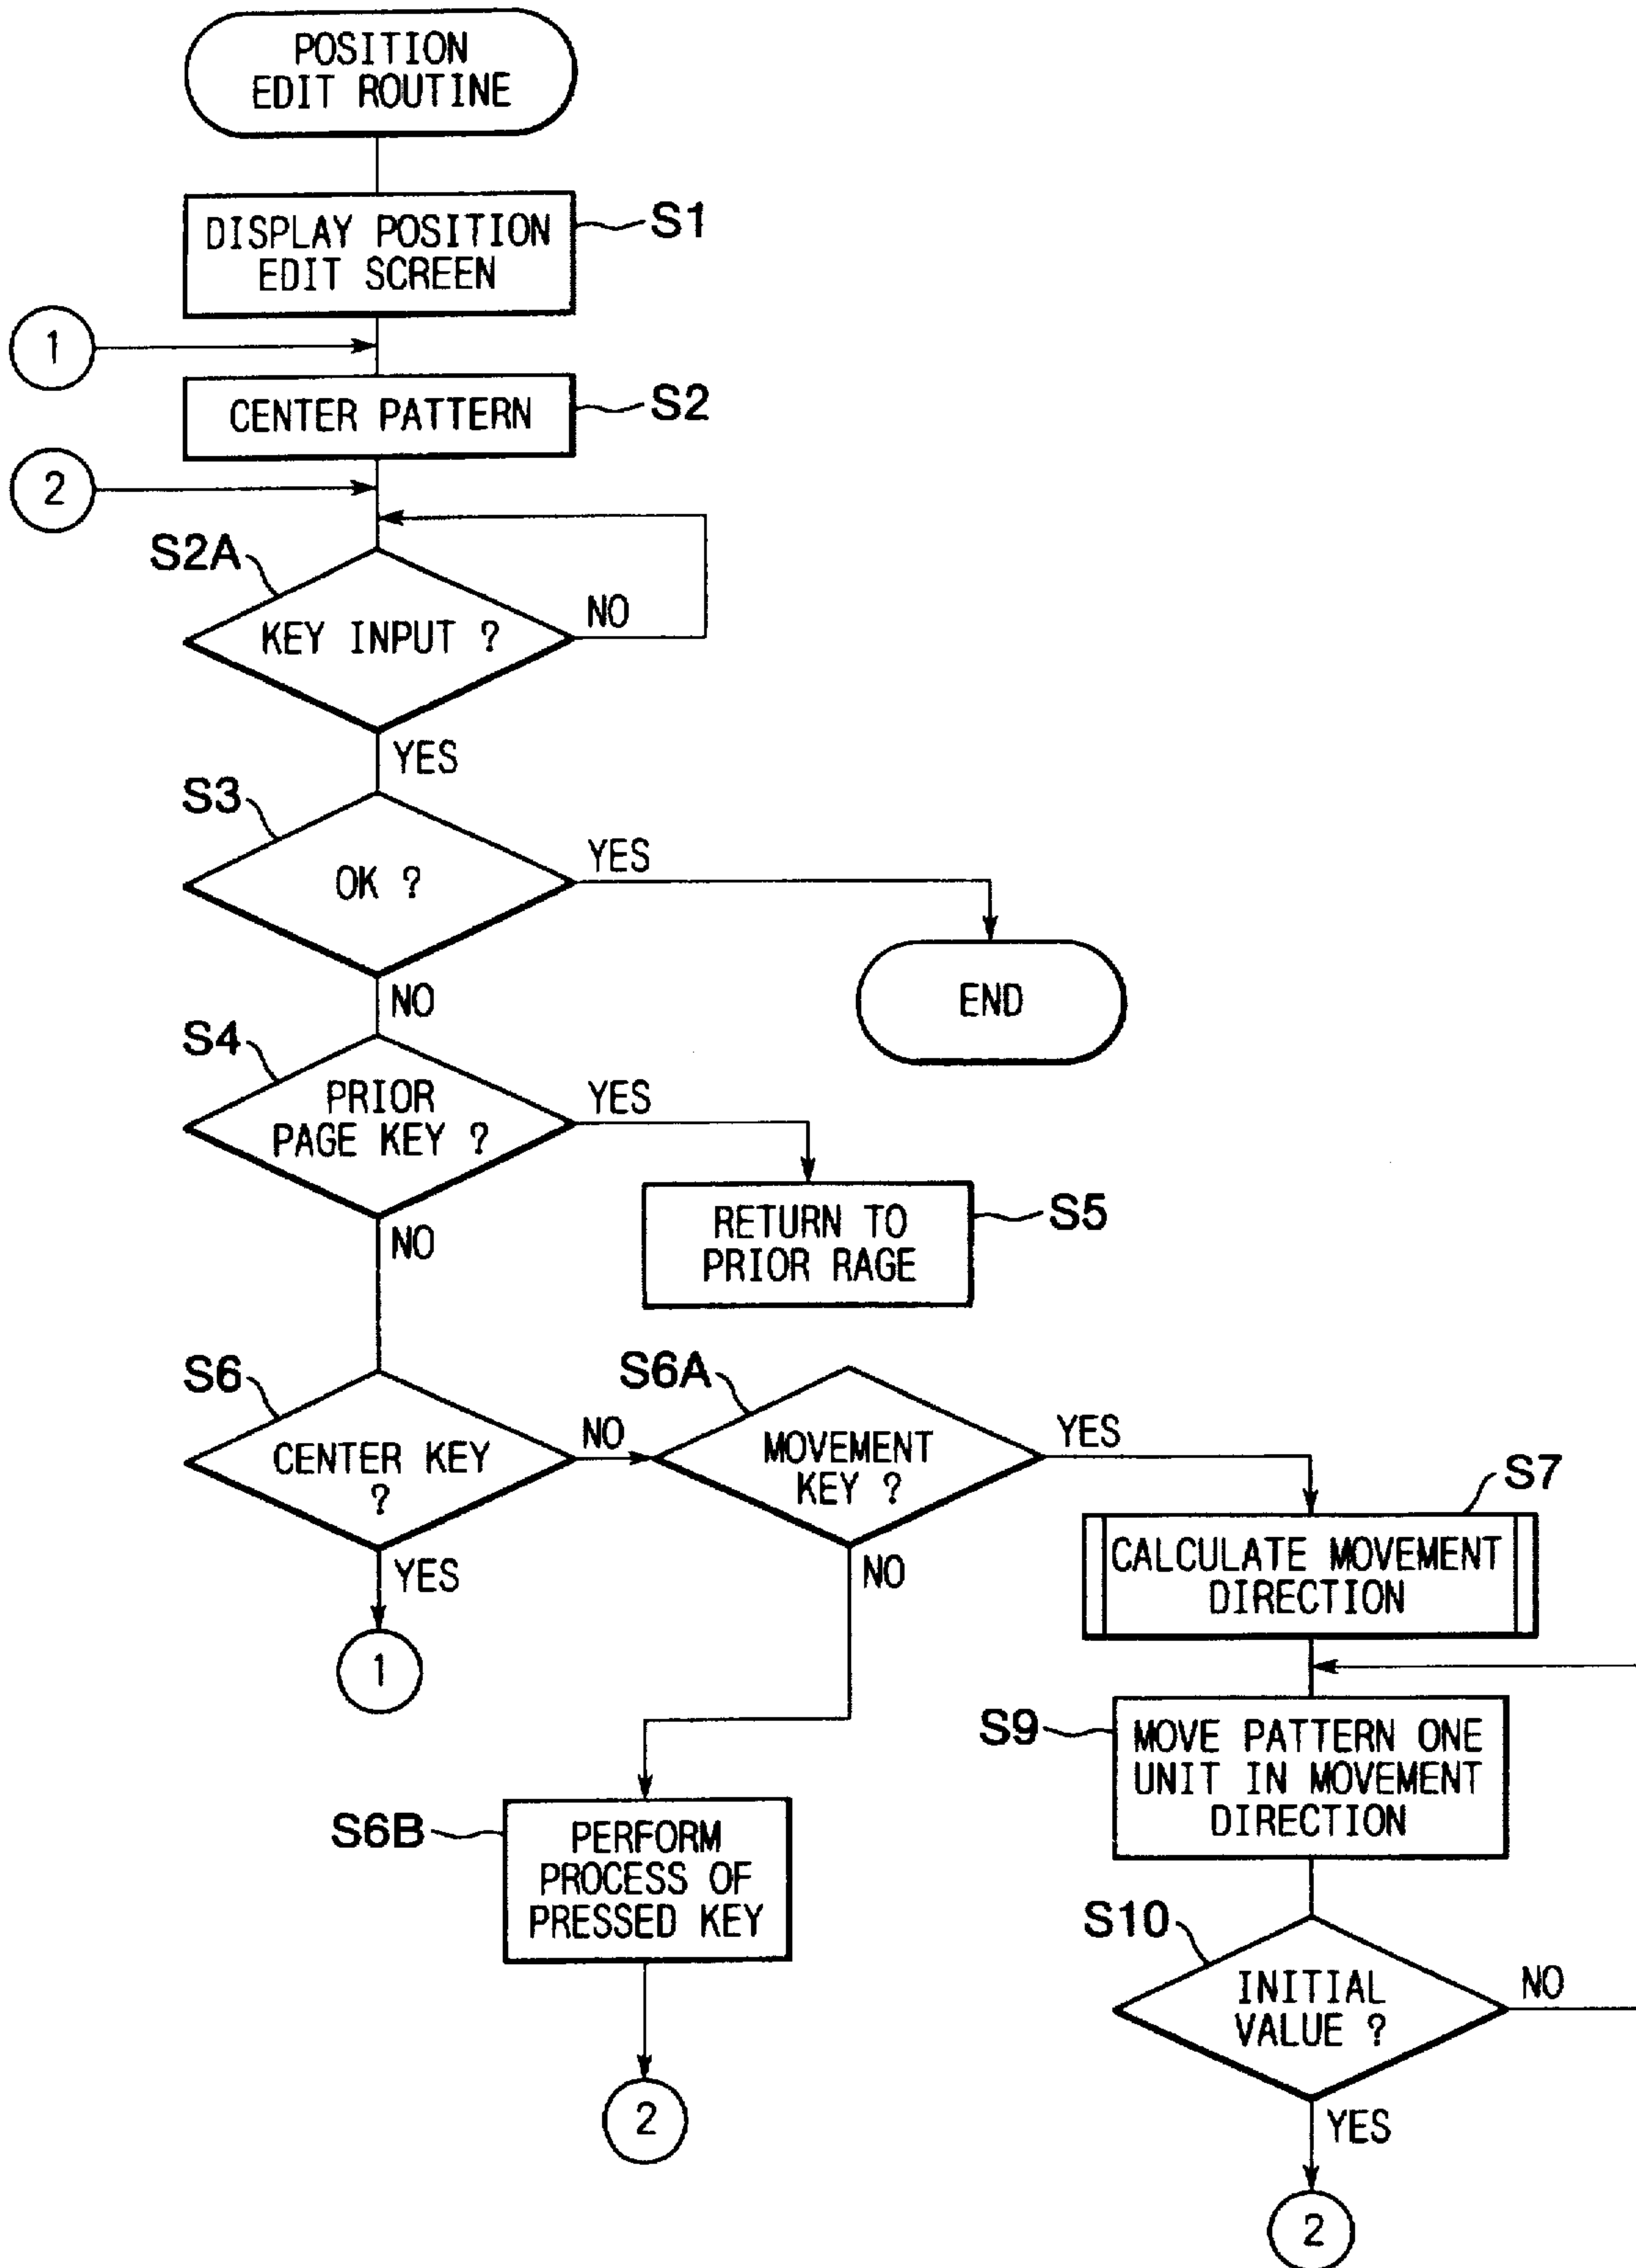 POSITION
EDIT ROUTINE
DISPLAY POSITION
EDIT SCREEN
S1
1
CENTER PATTERN
S2
2
S2A
KEY INPUT ?
NO
YES
S3
OK ?
YES
END
NO
S4
PRIOR
PAGE KEY ?
YES
RETURN TO
PRIOR RAGE
S5
NO
S6
CENTER KEY
?
NO
YES
1
S6A
MOVEMENT
KEY ?
YES
NO
S7
CALCULATE MOVEMENT
DIRECTION
S9
MOVE PATTERN ONE
UNIT IN MOVEMENT
DIRECTION
S6B
PERFORM
PROCESS OF
PRESSED KEY
2
S10
INITIAL
VALUE ?
NO
YES
2